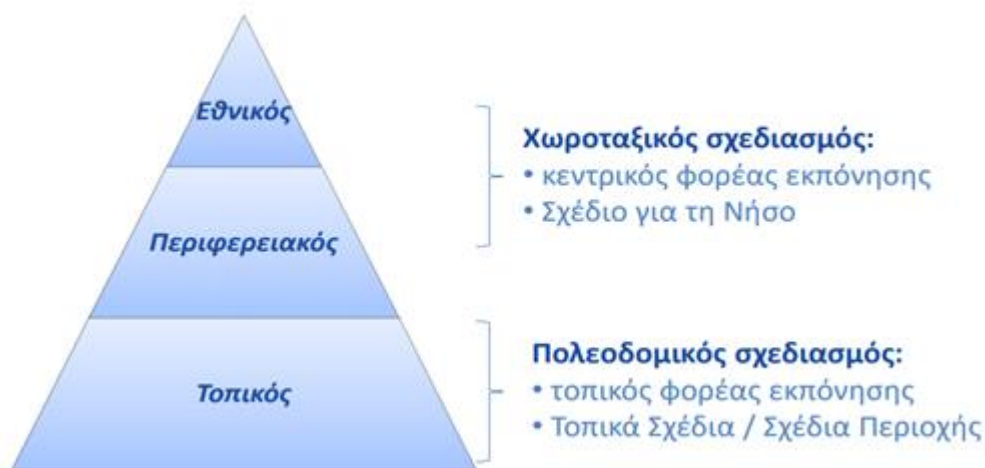 Εθνικός
Χωροταξικός σχεδιασμός:
• κεντρικός φορέας εκπόνησης
• Σχέδιο για τη Νήσο
Περιφερειακός
Πολεοδομικός σχεδιασμός:
• τοπικός φορέας εκπόνησης
• Τοπικά Σχέδια / Σχέδια Περιοχής
Τοπικός